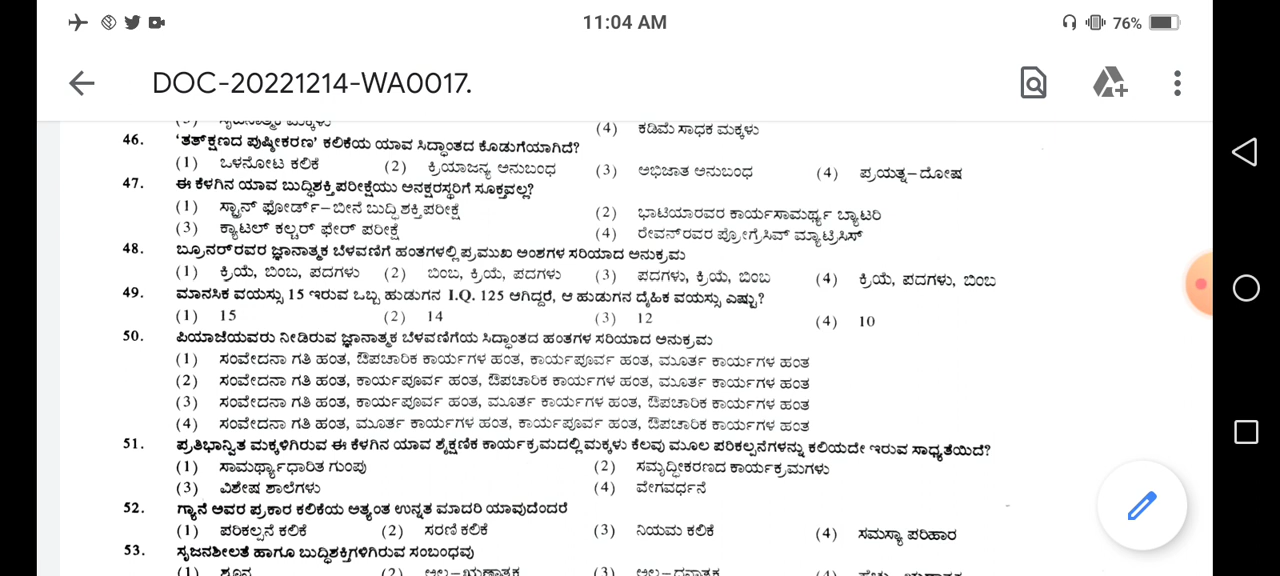 11:04 AM
76%
DOC-20221214-WA0017.
(4) ಕಡಿಮೆ ಸಾಧಕ ಮಕ್ಕಳು
46. 'ತತ್‌ಕ್ಷಣದ ಪುಷ್ಠೀಕರಣ' ಕಲಿಕೆಯ ಯಾವ ಸಿದ್ಧಾಂತದ ಕೊಡುಗೆಯಾಗಿದೆ?
(1) ಒಳನೋಟ ಕಲಿಕೆ (2) ಕ್ರಿಯಾಜನ್ಯ ಅನುಬಂಧ (3) ಅಭಿಜಾತ ಅನುಬಂಧ (4) ಪ್ರಯತ್ನ–ದೋಷ
47. ಈ ಕೆಳಗಿನ ಯಾವ ಬುದ್ಧಿಶಕ್ತಿ ಪರೀಕ್ಷೆಯು ಅನಕ್ಷರಸ್ಥರಿಗೆ ಸೂಕ್ತವಲ್ಲ?
(1) ಸ್ಟ್ರಾನ್ ಫೋರ್ಡ್–ಬೀನೆ ಬುದ್ಧಿಶಕ್ತಿ ಪರೀಕ್ಷೆ (2) ಭಾಟಿಯಾರವರ ಕಾರ್ಯಸಾಮರ್ಥ್ಯ ಬ್ಯಾಟರಿ
(3) ಕ್ಯಾಟಲ್ ಕಲ್ಚರ್ ಫೇರ್ ಪರೀಕ್ಷೆ (4) ರೇವನ್‌ರವರ ಪ್ರೋಗ್ರೆಸಿವ್ ಮ್ಯಾಟ್ರಿಸಿಸ್
48. ಬ್ರೂನರ್‌ರವರ ಜ್ಞಾನಾತ್ಮಕ ಬೆಳವಣಿಗೆ ಹಂತಗಳಲ್ಲಿ ಪ್ರಮುಖ ಅಂಶಗಳ ಸರಿಯಾದ ಅನುಕ್ರಮ
(1) ಕ್ರಿಯೆ, ಬಿಂಬ, ಪದಗಳು (2) ಬಿಂಬ, ಕ್ರಿಯೆ, ಪದಗಳು (3) ಪದಗಳು, ಕ್ರಿಯೆ, ಬಿಂಬ (4) ಕ್ರಿಯೆ, ಪದಗಳು, ಬಿಂಬ
49. ಮಾನಸಿಕ ವಯಸ್ಸು 15 ಇರುವ ಒಬ್ಬ ಹುಡುಗನ I.Q. 125 ಆಗಿದ್ದರೆ, ಆ ಹುಡುಗನ ದೈಹಿಕ ವಯಸ್ಸು ಎಷ್ಟು?
(1) 15 (2) 14 (3) 12 (4) 10
50. ಪಿಯಾಜೆಯವರು ನೀಡಿರುವ ಜ್ಞಾನಾತ್ಮಕ ಬೆಳವಣಿಗೆಯ ಸಿದ್ಧಾಂತದ ಹಂತಗಳ ಸರಿಯಾದ ಅನುಕ್ರಮ
(1) ಸಂವೇದನಾ ಗತಿ ಹಂತ, ಔಪಚಾರಿಕ ಕಾರ್ಯಗಳ ಹಂತ, ಕಾರ್ಯಪೂರ್ವ ಹಂತ, ಮೂರ್ತ ಕಾರ್ಯಗಳ ಹಂತ
(2) ಸಂವೇದನಾ ಗತಿ ಹಂತ, ಕಾರ್ಯಪೂರ್ವ ಹಂತ, ಔಪಚಾರಿಕ ಕಾರ್ಯಗಳ ಹಂತ, ಮೂರ್ತ ಕಾರ್ಯಗಳ ಹಂತ
(3) ಸಂವೇದನಾ ಗತಿ ಹಂತ, ಕಾರ್ಯಪೂರ್ವ ಹಂತ, ಮೂರ್ತ ಕಾರ್ಯಗಳ ಹಂತ, ಔಪಚಾರಿಕ ಕಾರ್ಯಗಳ ಹಂತ
(4) ಸಂವೇದನಾ ಗತಿ ಹಂತ, ಮೂರ್ತ ಕಾರ್ಯಗಳ ಹಂತ, ಕಾರ್ಯಪೂರ್ವ ಹಂತ, ಔಪಚಾರಿಕ ಕಾರ್ಯಗಳ ಹಂತ
51. ಪ್ರತಿಭಾನ್ವಿತ ಮಕ್ಕಳಿಗಿರುವ ಈ ಕೆಳಗಿನ ಯಾವ ಶೈಕ್ಷಣಿಕ ಕಾರ್ಯಕ್ರಮದಲ್ಲಿ ಮಕ್ಕಳು ಕೆಲವು ಮೂಲ ಪರಿಕಲ್ಪನೆಗಳನ್ನು ಕಲಿಯದೇ ಇರುವ ಸಾಧ್ಯತೆಯಿದೆ?
(1) ಸಾಮರ್ಥ್ಯಾಧಾರಿತ ಗುಂಪು (2) ಸಮೃದ್ಧೀಕರಣದ ಕಾರ್ಯಕ್ರಮಗಳು
(3) ವಿಶೇಷ ಶಾಲೆಗಳು (4) ವೇಗವರ್ಧನೆ
52. ಗ್ಯಾನೆ ಅವರ ಪ್ರಕಾರ ಕಲಿಕೆಯ ಅತ್ಯಂತ ಉನ್ನತ ಮಾದರಿ ಯಾವುದೆಂದರೆ
(1) ಪರಿಕಲ್ಪನೆ ಕಲಿಕೆ (2) ಸರಣಿ ಕಲಿಕೆ (3) ನಿಯಮ ಕಲಿಕೆ (4) ಸಮಸ್ಯಾ ಪರಿಹಾರ
53. ಸೃಜನಶೀಲತೆ ಹಾಗೂ ಬುದ್ಧಿಶಕ್ತಿಗಳಿಗಿರುವ ಸಂಬಂಧವು